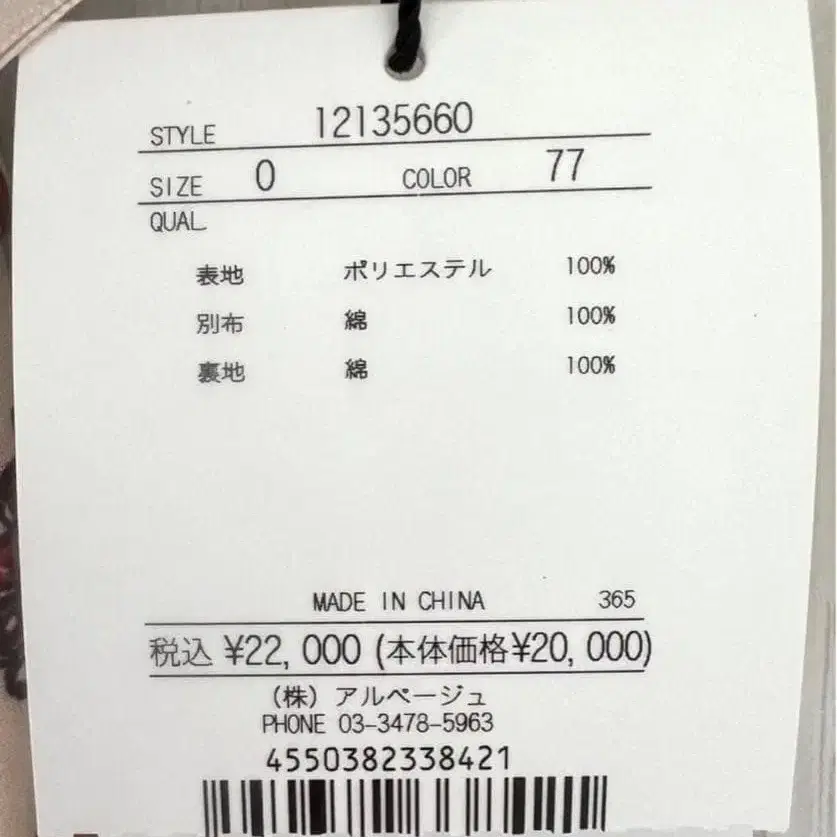 STYLE 12135660
SIZE 0 COLOR 77
QUAL.
表地 ポリエステル 100%
別布 綿 100%
裏地 綿 100%
MADE IN CHINA 365
税込 ¥22,000 (本体価格¥20,000)
(株) アルページュ
PHONE 03-3478-5963
4550382338421